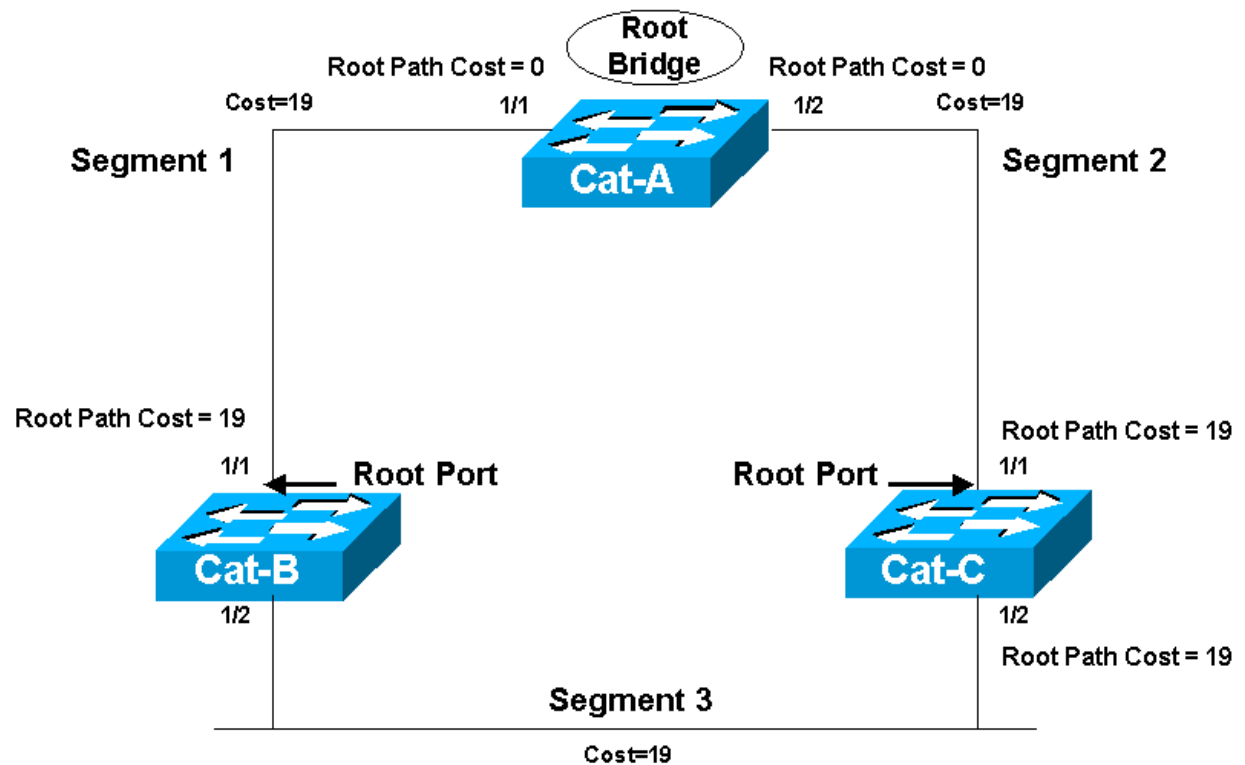 Root
Bridge
Root Path Cost = 0
Root Path Cost = 0
Cost=19
1/1
1/2
Cost=19
Segment 1
Cat-A
Segment 2
Root Path Cost = 19
Root Path Cost = 19
1/1
Root Port
Root Port
1/1
Cat-B
Cat-C
1/2
1/2
Root Path Cost = 19
Segment 3
Cost=19